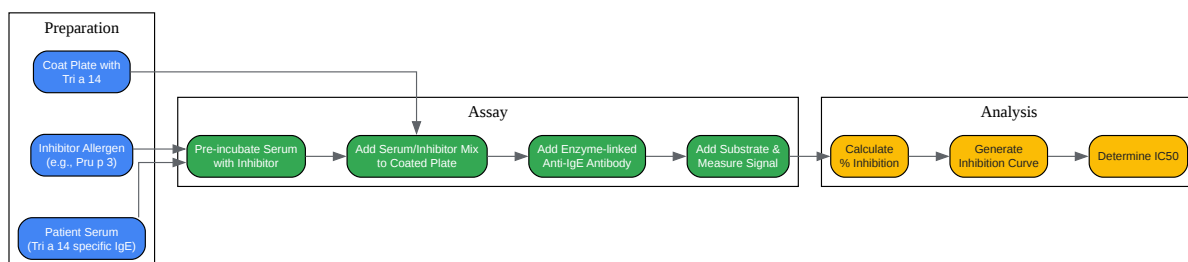 Preparation
Coat Plate with
Tri a 14
Inhibitor Allergen
(e.g., Pru p 3)
Patient Serum
(Tri a 14 specific IgE)
Assay
Pre-incubate Serum
with Inhibitor
Add Serum/Inhibitor Mix
to Coated Plate
Add Enzyme-linked
Anti-IgE Antibody
Add Substrate &
Measure Signal
Analysis
Calculate
% Inhibition
Generate
Inhibition Curve
Determine IC50